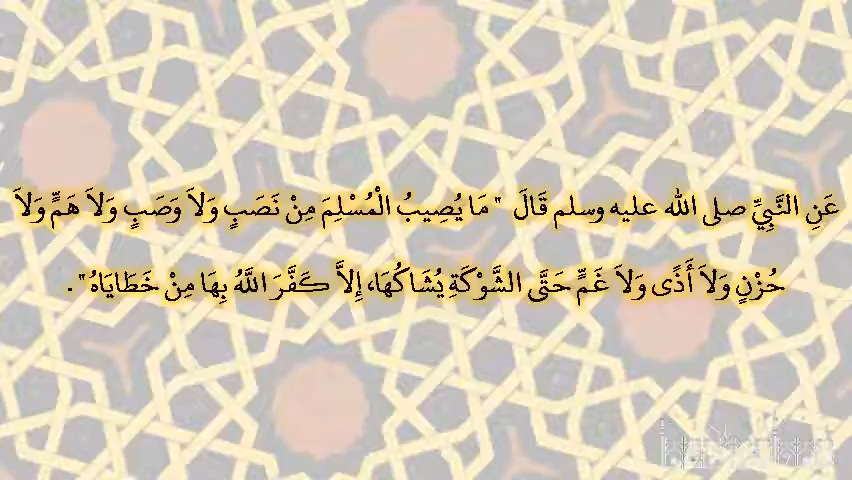 عَنِ النَّبِيِّ صلى الله عليه وسلم قَالَ ‏"‏ مَا يُصِيبُ الْمُسْلِمَ مِنْ نَصَبٍ وَلاَ وَصَبٍ وَلاَ هَمٍّ وَلاَ
حُزْنٍ وَلاَ أَذًى وَلاَ غَمٍّ حَتَّى الشَّوْكَةِ يُشَاكُهَا، إِلاَّ كَفَّرَ اللَّهُ بِهَا مِنْ خَطَايَاهُ ‏"‏‏.‏